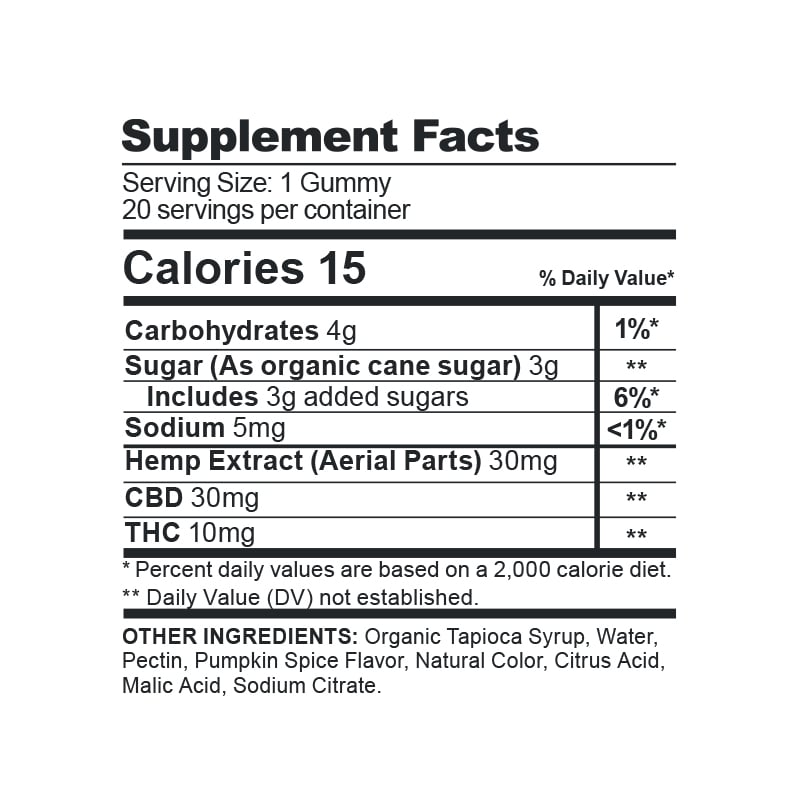 Supplement Facts
Serving Size: 1 Gummy
20 servings per container
Calories 15
% Daily Value*
Carbohydrates 4g 1%*
Sugar (As organic cane sugar) 3g **
Includes 3g added sugars 6%*
Sodium 5mg <1%*
Hemp Extract (Aerial Parts) 30mg **
CBD 30mg **
THC 10mg **
* Percent daily values are based on a 2,000 calorie diet.
** Daily Value (DV) not established.
OTHER INGREDIENTS: Organic Tapioca Syrup, Water,
Pectin, Pumpkin Spice Flavor, Natural Color, Citrus Acid,
Malic Acid, Sodium Citrate.